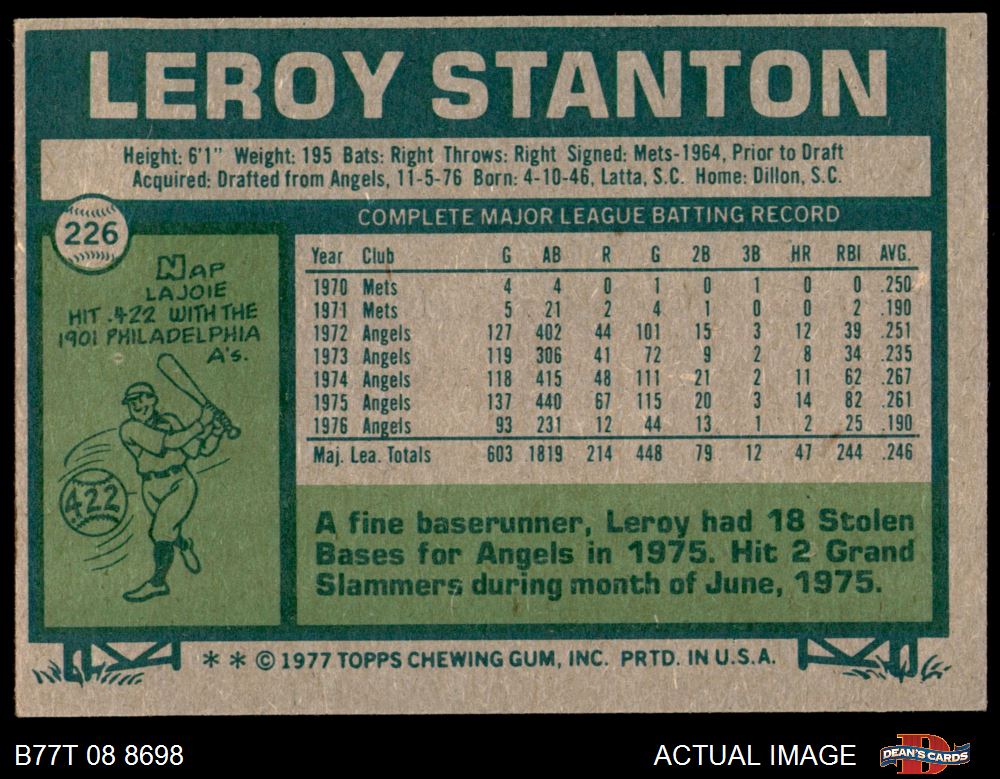 LEROY STANTON
Height: 6'1" Weight: 195 Bats: Right Throws: Right Signed: Mets-1964, Prior to Draft
Acquired: Drafted from Angels, 11-5-76 Born: 4-10-46, Latta, S.C. Home: Dillon, S.C.
226
NAP
LAJOIE
HIT .422 WITH THE
1901 PHILADELPHIA
A's.
422
COMPLETE MAJOR LEAGUE BATTING RECORD
Year Club G AB R G 2B 3B HR RBI AVG.
1970 Mets 4 4 0 1 0 1 0 0 .250
1971 Mets 5 21 2 4 1 0 0 2 .190
1972 Angels 127 402 44 101 15 3 12 39 .251
1973 Angels 119 306 41 72 9 2 8 34 .235
1974 Angels 118 415 48 111 21 2 11 62 .267
1975 Angels 137 440 67 115 20 3 14 82 .261
1976 Angels 93 231 12 44 13 1 2 25 .190
Maj. Lea. Totals 603 1819 214 448 79 12 47 244 .246
A fine baserunner, Leroy had 18 Stolen
Bases for Angels in 1975. Hit 2 Grand
Slammers during month of June, 1975.
* * © 1977 TOPPS CHEWING GUM, INC. PRTD. IN U.S.A.
B77T 08 8698 ACTUAL IMAGE DEAN'S CARDS